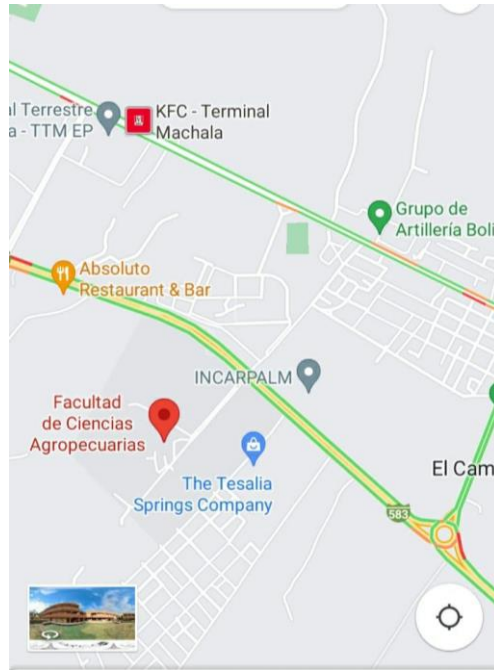 l Terrestre
a - TTM EP
KFC - Terminal
Machala
Grupo de
Artillería Boli
Absoluto
Restaurant & Bar
INCARPALM
Facultad
de Ciencias
Agropecuarias
The Tesalia
Springs Company
El Cam
583